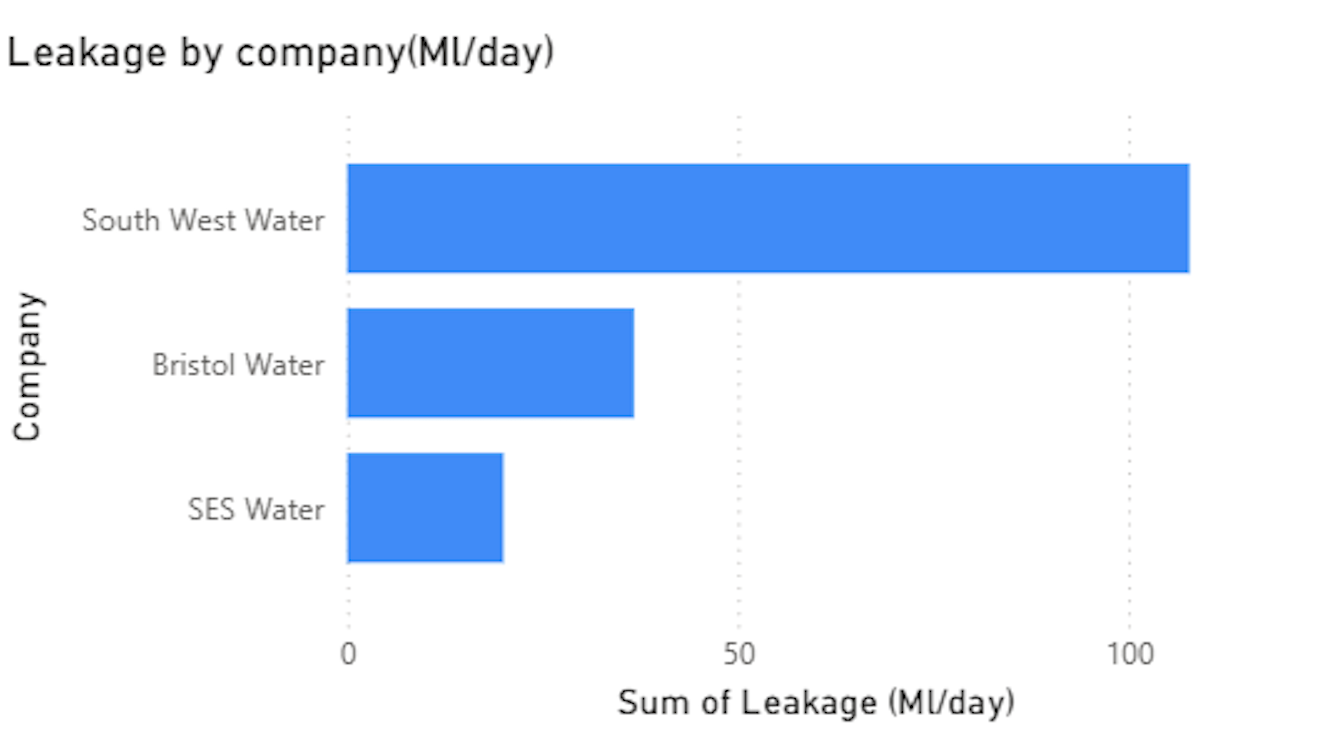 Leakage by company(Ml/day)
South West Water
Bristol Water
SES Water
Company
0 50 100
Sum of Leakage (Ml/day)